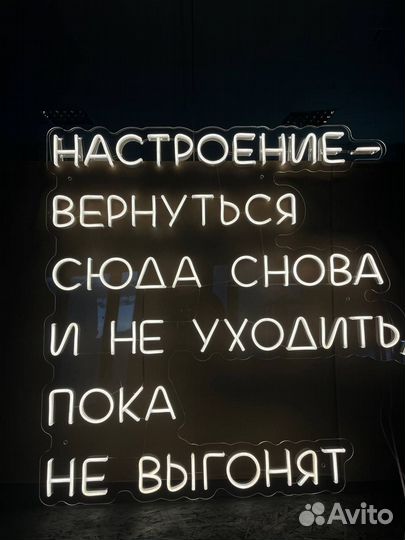 НАСТРОЕНИЕ –
ВЕРНУТЬСЯ
СЮДА СНОВА
И НЕ УХОДИТЬ,
ПОКА
НЕ ВЫГОНЯТ
Avito